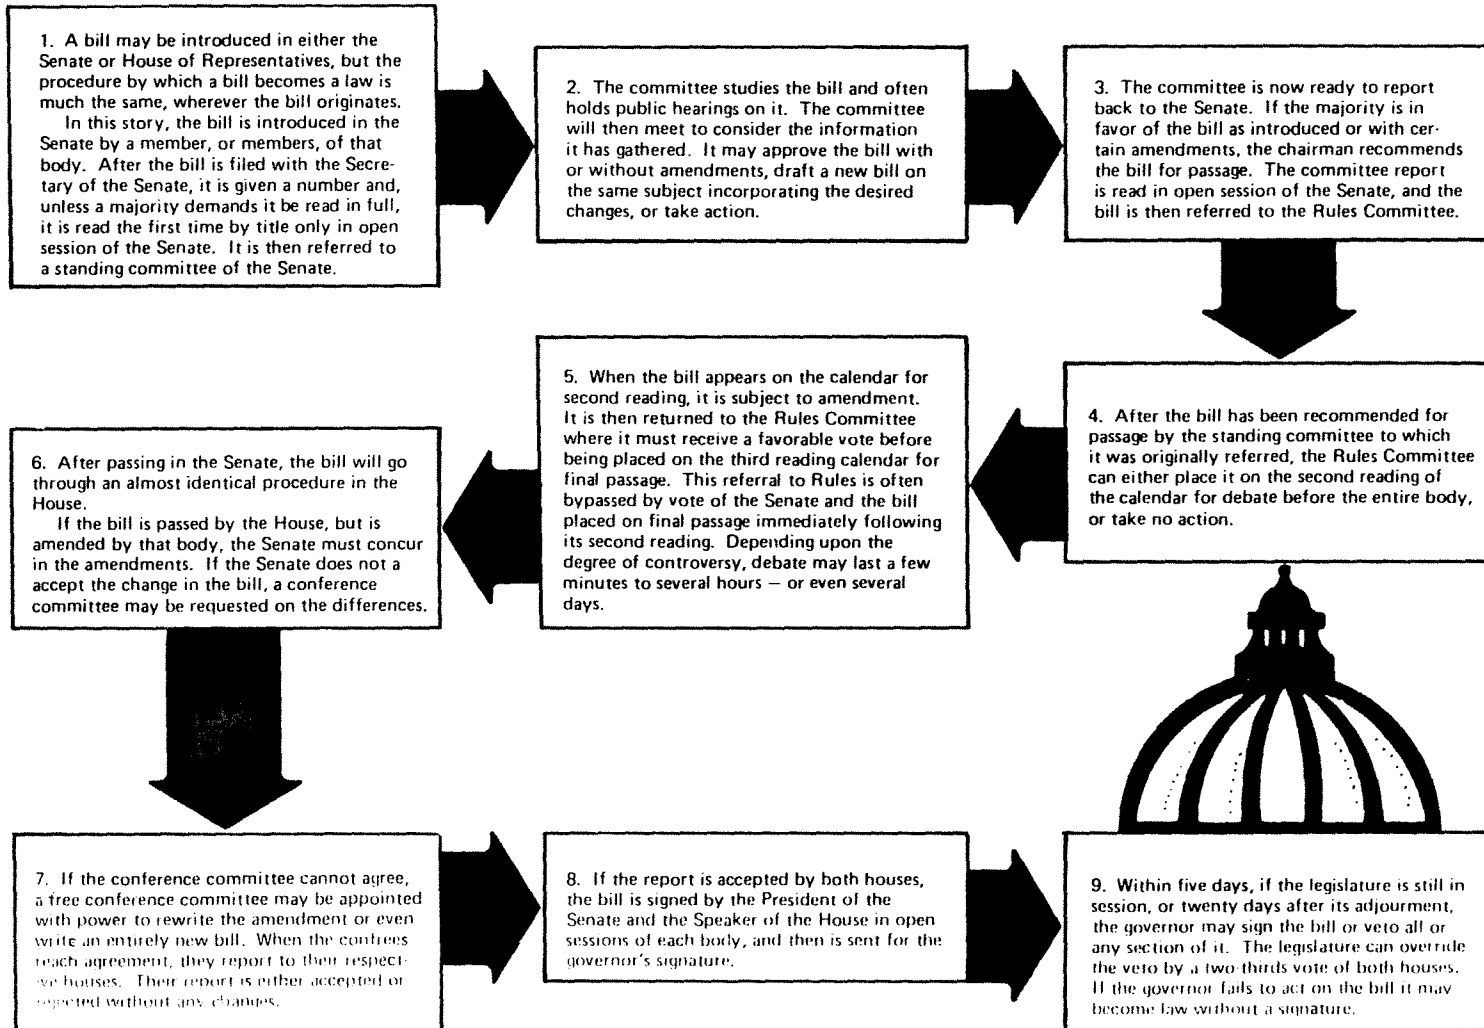 1. A bill may be introduced in either the
Senate or House of Representatives, but the
procedure by which a bill becomes a law is
much the same, wherever the bill originates.
In this story, the bill is introduced in the
Senate by a member, or members, of that
body. After the bill is filed with the Secre-
tary of the Senate, it is given a number and,
unless a majority demands it be read in full,
it is read the first time by title only in open
session of the Senate. It is then referred to
a standing committee of the Senate.
2. The committee studies the bill and often
holds public hearings on it. The committee
will then meet to consider the information
it has gathered. It may approve the bill with
or without amendments, draft a new bill on
the same subject incorporating the desired
changes, or take action.
3. The committee is now ready to report
back to the Senate. If the majority is in
favor of the bill as introduced or with cer-
tain amendments, the chairman recommends
the bill for passage. The committee report
is read in open session of the Senate, and the
bill is then referred to the Rules Committee.
4. After the bill has been recommended for
passage by the standing committee to which
it was originally referred, the Rules Committee
can either place it on the second reading of
the calendar for debate before the entire body,
or take no action.
5. When the bill appears on the calendar for
second reading, it is subject to amendment.
It is then returned to the Rules Committee
where it must receive a favorable vote before
being placed on the third reading calendar for
final passage. This referral to Rules is often
bypassed by vote of the Senate and the bill
placed on final passage immediately following
its second reading. Depending upon the
degree of controversy, debate may last a few
minutes to several hours — or even several
days.
6. After passing in the Senate, the bill will go
through an almost identical procedure in the
House.
If the bill is passed by the House, but is
amended by that body, the Senate must concur
in the amendments. If the Senate does not a
accept the change in the bill, a conference
committee may be requested on the differences.
7. If the conference committee cannot agree,
a free conference committee may be appointed
with power to rewrite the amendment or even
write an entirely new bill. When the confrees
reach agreement, they report to their respect-
ive houses. Their report is either accepted or
rejected without any changes.
8. If the report is accepted by both houses,
the bill is signed by the President of the
Senate and the Speaker of the House in open
sessions of each body, and then is sent for the
governor's signature.
9. Within five days, if the legislature is still in
session, or twenty days after its adjourment,
the governor may sign the bill or veto all or
any section of it. The legislature can override
the veto by a two-thirds vote of both houses.
If the governor fails to act on the bill it may
become law without a signature.